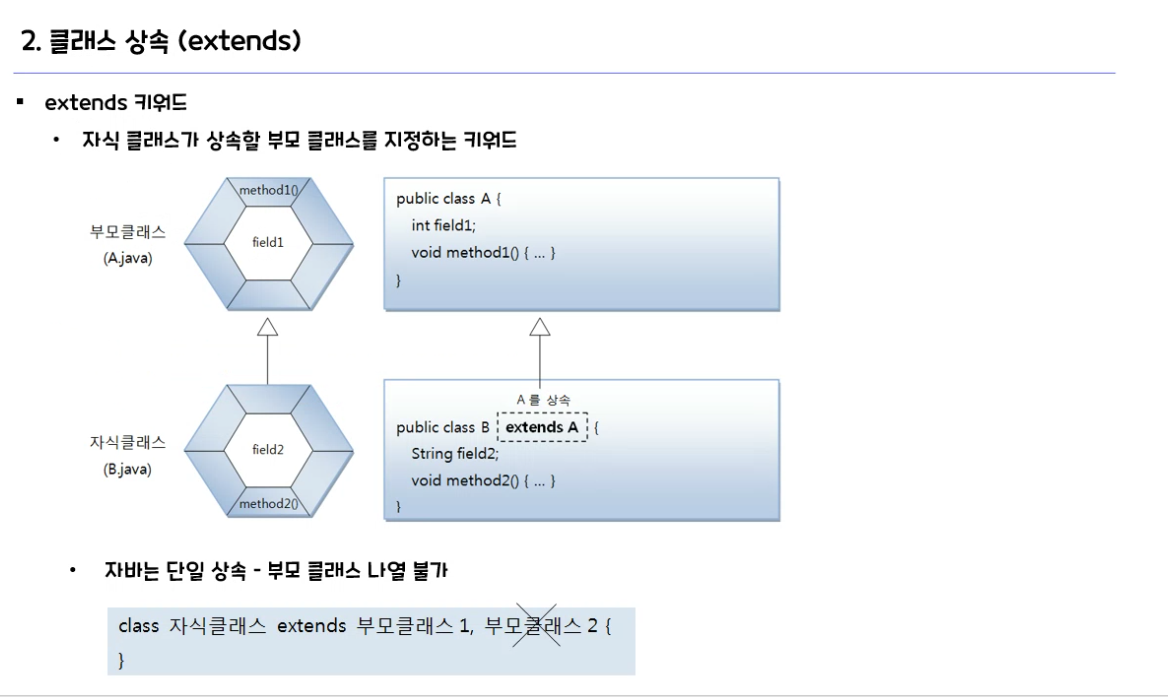 2. 클래스 상속 (extends)
▪ extends 키워드
• 자식 클래스가 상속할 부모 클래스를 지정하는 키워드
method1()
field1
부모클래스
(A.java)
public class A {
int field1;
void method1() { ... }
}
자식클래스
(B.java)
field2
method2()
A 를 상속
public class B extends A {
String field2;
void method2() { ... }
}
• 자바는 단일 상속 - 부모 클래스 나열 불가
class 자식클래스 extends 부모클래스 1, 부모클래스 2 {
}